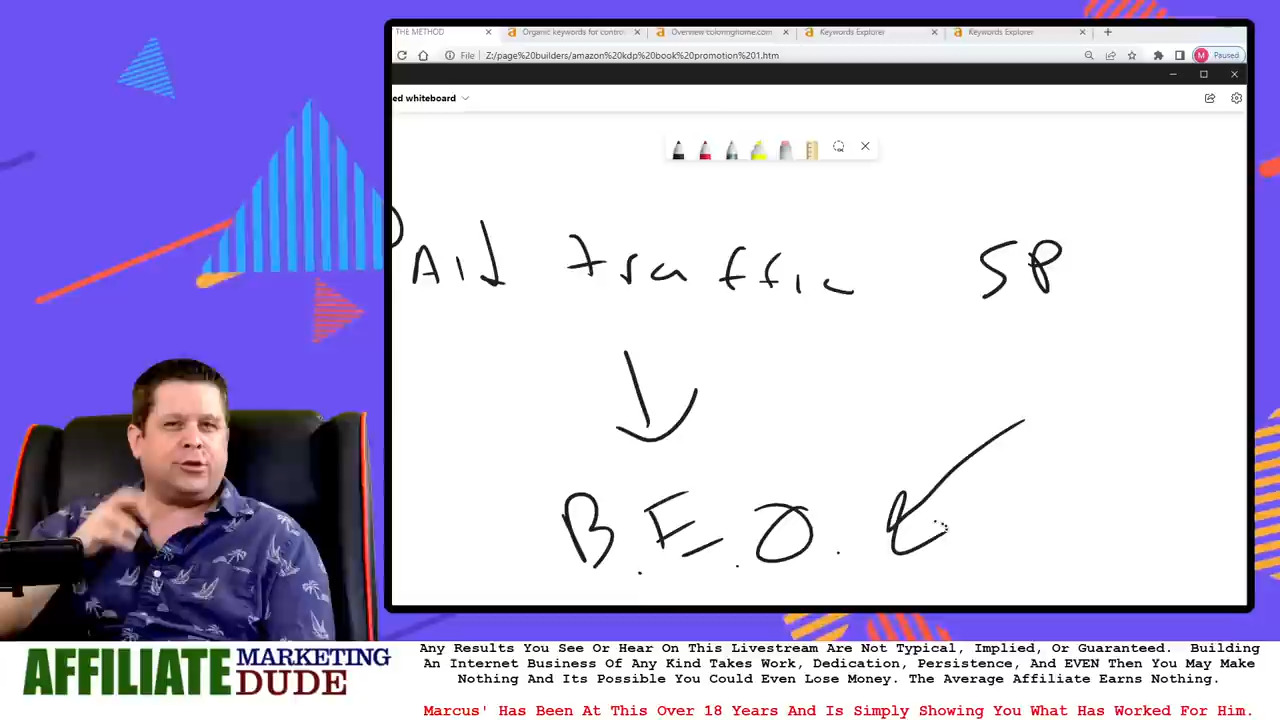 THE METHOD
Organic keywords for contro
Overview coloringhome.com
Keywords Explorer
Keywords Explorer
File
Z:/page%20builders/amazon%20kdp%20book%20promotion%201.htm
M
Paused
ed whiteboard
PAid traffic SP
B.E.O.
AFFILIATE
MARKETING
DUDE
Any Results You See Or Hear On This Livestream Are Not Typical, Implied, Or Guaranteed. Building
An Internet Business Of Any Kind Takes Work, Dedication, Persistence, And EVEN Then You May Make
Nothing And Its Possible You Could Even Lose Money. The Average Affiliate Earns Nothing.
Marcus' Has Been At This Over 18 Years And Is Simply Showing You What Has Worked For Him.